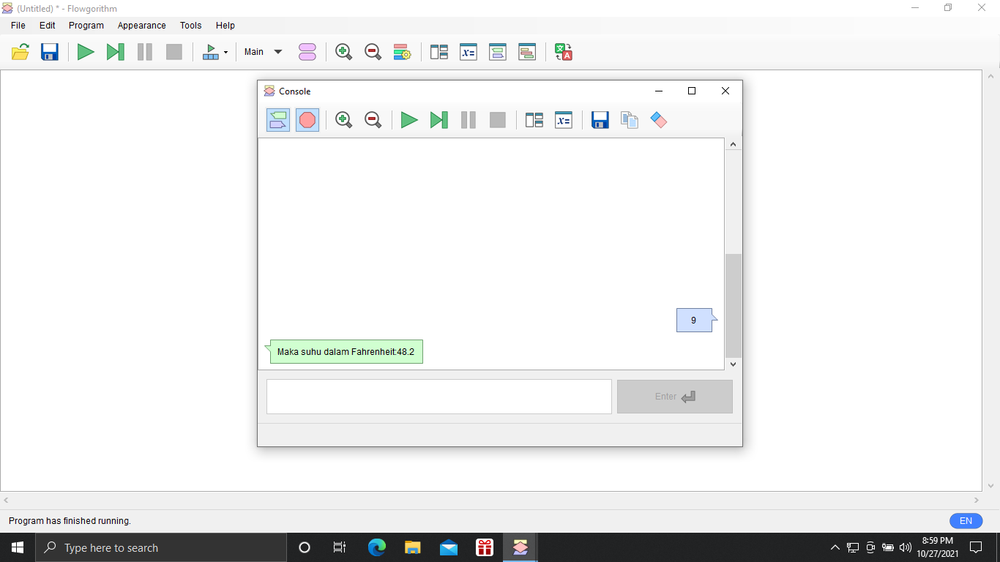 (Untitled) * - Flowgorithm
File Edit Program Appearance Tools Help
Main
x=
文
A
Console
x=
9
Maka suhu dalam Fahrenheit:48.2
Enter
Program has finished running.
EN
Type here to search
8:59 PM
10/27/2021